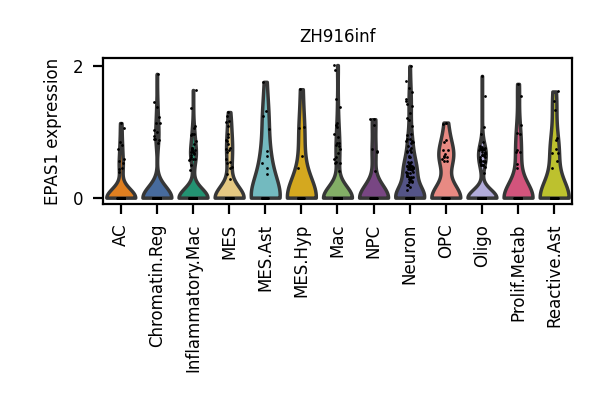 ZH916inf
EPAS1 expression
2
0
AC
Chromatin.Reg
Inflammatory.Mac
MES
MES.Ast
MES.Hyp
Mac
NPC
Neuron
OPC
Oligo
Prolif.Metab
Reactive.Ast